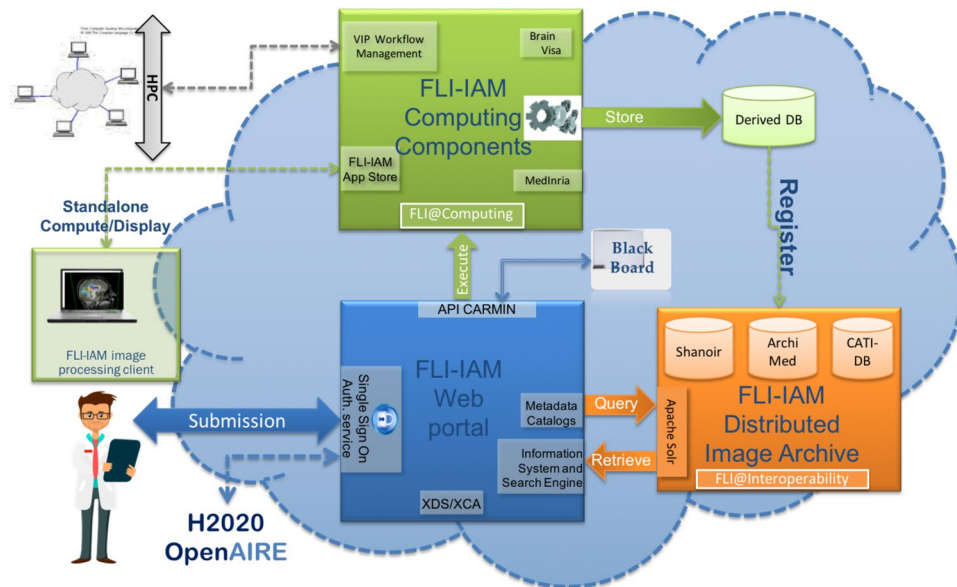 HPC
VIP Workflow
Management
Brain
Visa
FLI-IAM
Computing
Components
FLI-IAM
App Store
MedInria
FLI@Computing
Store
Derived DB
Register
Standalone
Compute/Display
FLI-IAM image
processing client
Execute
Black
Board
API CARMIN
FLI-IAM
Web
portal
Single Sign On
Auth. service
Metadata
Catalogs
Information
System and
Search Engine
XDS/XCA
Submission
Query
Retrieve
Apache Solr
Shanoir
Archi
Med
CATI-
DB
FLI-IAM
Distributed
Image Archive
FLI@Interoperability
H2020
OpenAIRE